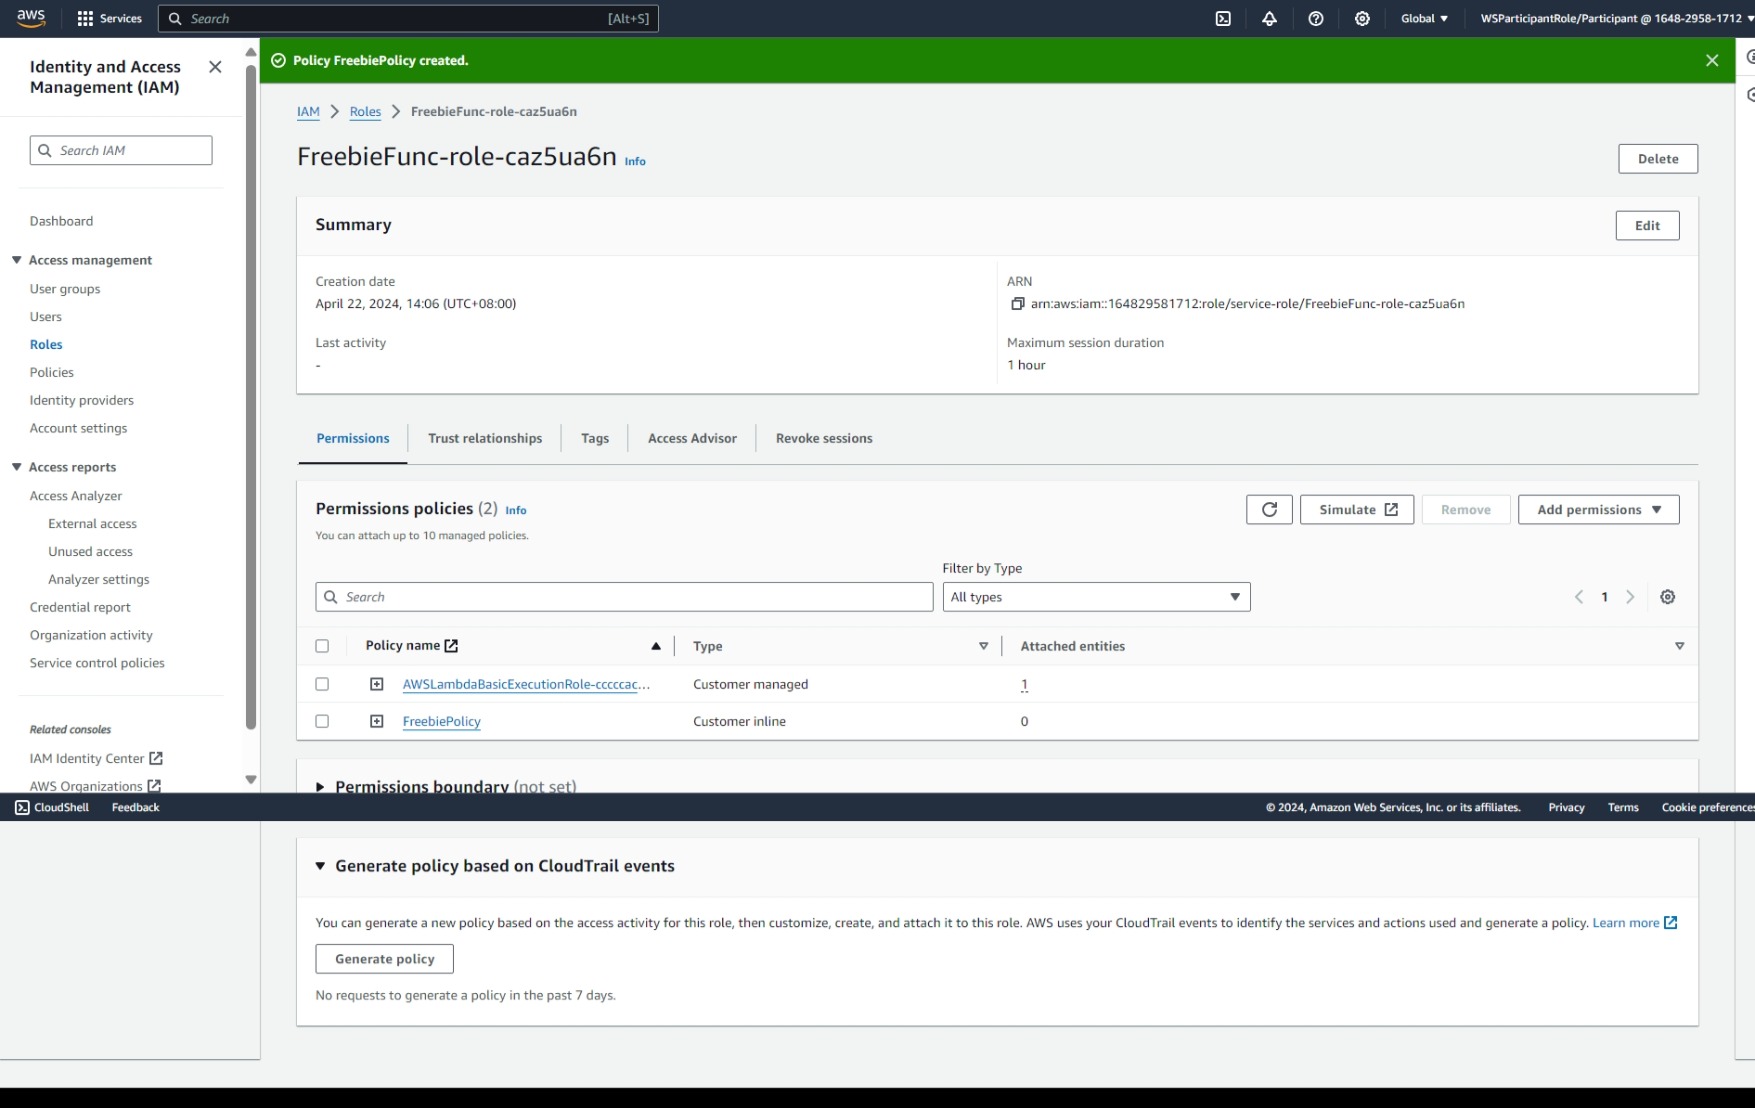 aws
Services
Search
[Alt+S]
Global
WSParticipantRole/Participant @ 1648-2958-1712
Identity and Access
Management (IAM)
Search IAM
Dashboard
Access management
User groups
Users
Roles
Policies
Identity providers
Account settings
Access reports
Access Analyzer
External access
Unused access
Analyzer settings
Credential report
Organization activity
Service control policies
Related consoles
IAM Identity Center
AWS Organizations
Policy FreebiePolicy created.
IAM
Roles
FreebieFunc-role-caz5ua6n
FreebieFunc-role-caz5ua6n Info
Delete
Summary
Edit
Creation date
April 22, 2024, 14:06 (UTC+08:00)
ARN
arn:aws:iam::164829581712:role/service-role/FreebieFunc-role-caz5ua6n
Last activity
-
Maximum session duration
1 hour
Permissions
Trust relationships
Tags
Access Advisor
Revoke sessions
Permissions policies (2) Info
You can attach up to 10 managed policies.
Simulate
Remove
Add permissions
Filter by Type
Search
All types
1
Policy name
Type
Attached entities
AWSLambdaBasicExecutionRole-cccccac...
Customer managed
1
FreebiePolicy
Customer inline
0
Permissions boundary (not set)
CloudShell
Feedback
© 2024, Amazon Web Services, Inc. or its affiliates.
Privacy
Terms
Cookie preferences
Generate policy based on CloudTrail events
You can generate a new policy based on the access activity for this role, then customize, create, and attach it to this role. AWS uses your CloudTrail events to identify the services and actions used and generate a policy. Learn more
Generate policy
No requests to generate a policy in the past 7 days.